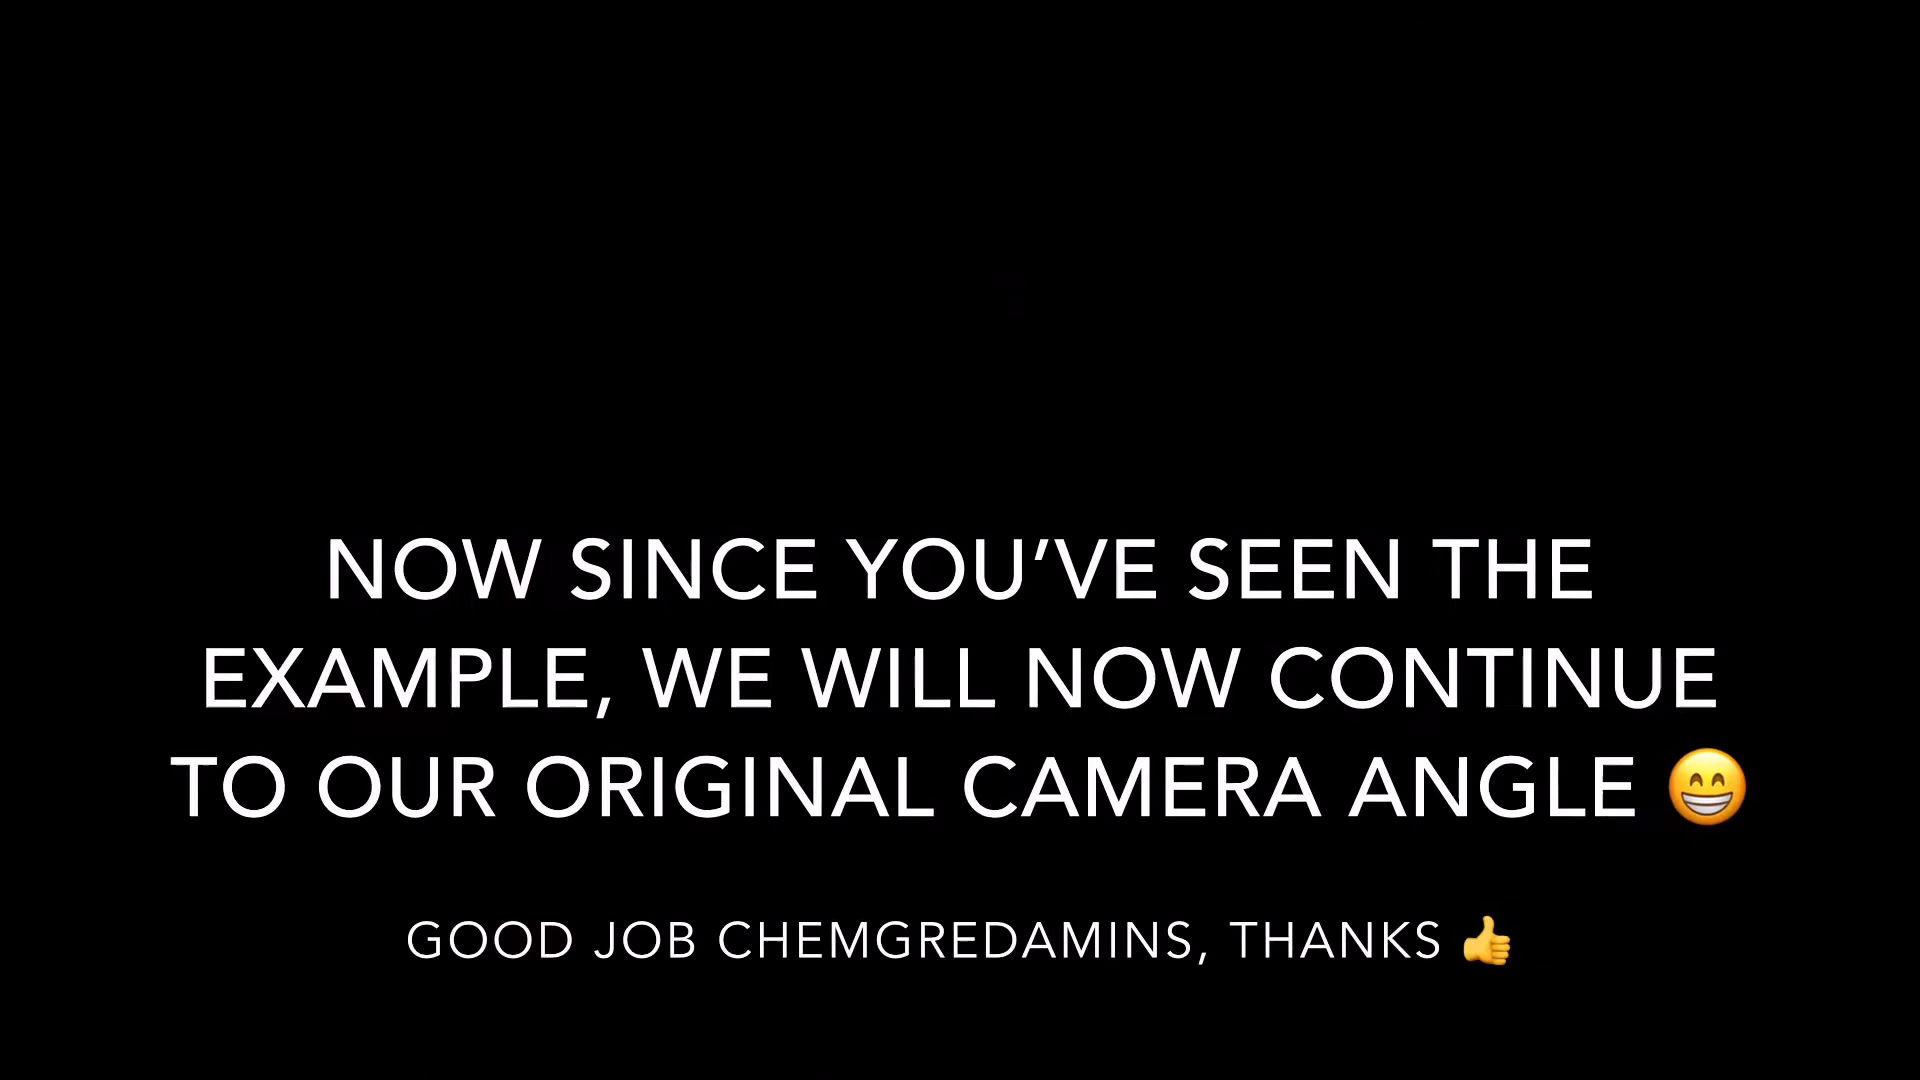 NOW SINCE YOU’VE SEEN THE
EXAMPLE, WE WILL NOW CONTINUE
TO OUR ORIGINAL CAMERA ANGLE 😁
GOOD JOB CHEMGREDAMINS, THANKS 👍